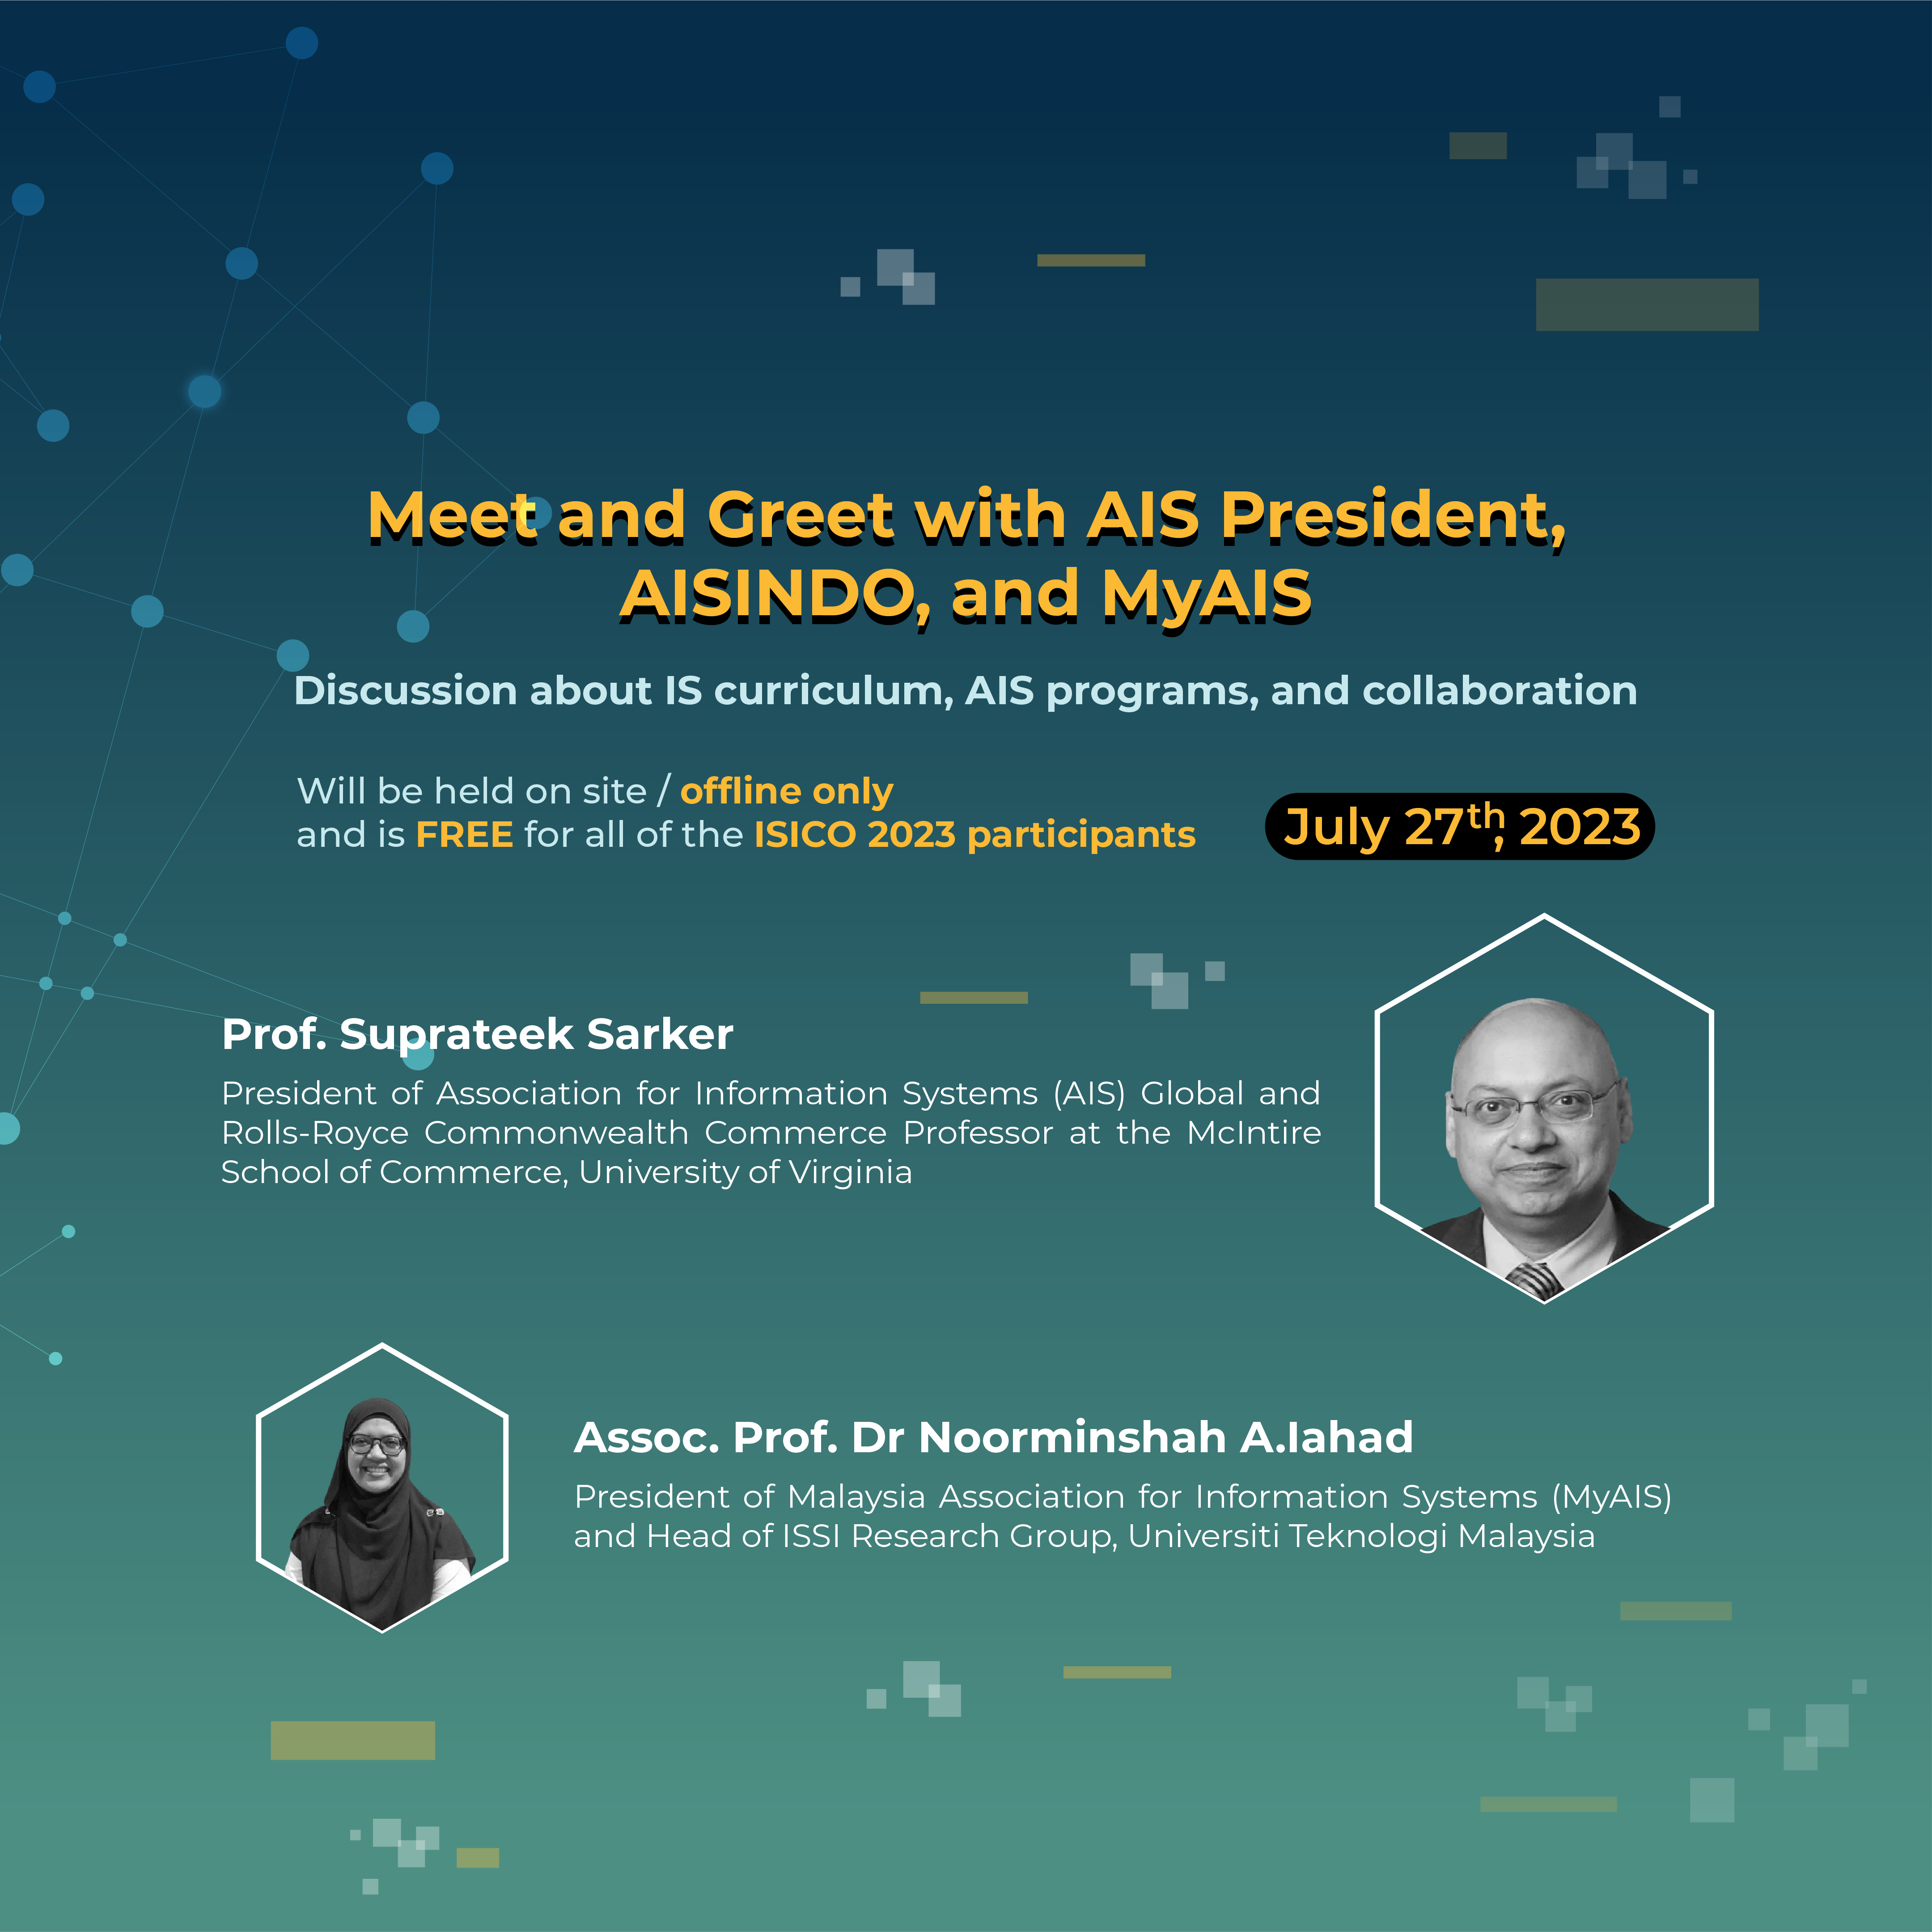 Meet and Greet with AIS President,
AISINDO, and MyAIS
Discussion about IS curriculum, AIS programs, and collaboration
Will be held on site / offline only
and is FREE for all of the ISICO 2023 participants
July 27th, 2023
Prof. Suprateek Sarker
President of Association for Information Systems (AIS) Global and
Rolls-Royce Commonwealth Commerce Professor at the McIntire
School of Commerce, University of Virginia
Assoc. Prof. Dr Noorminshah A.Iahad
President of Malaysia Association for Information Systems (MyAIS)
and Head of ISSI Research Group, Universiti Teknologi Malaysia